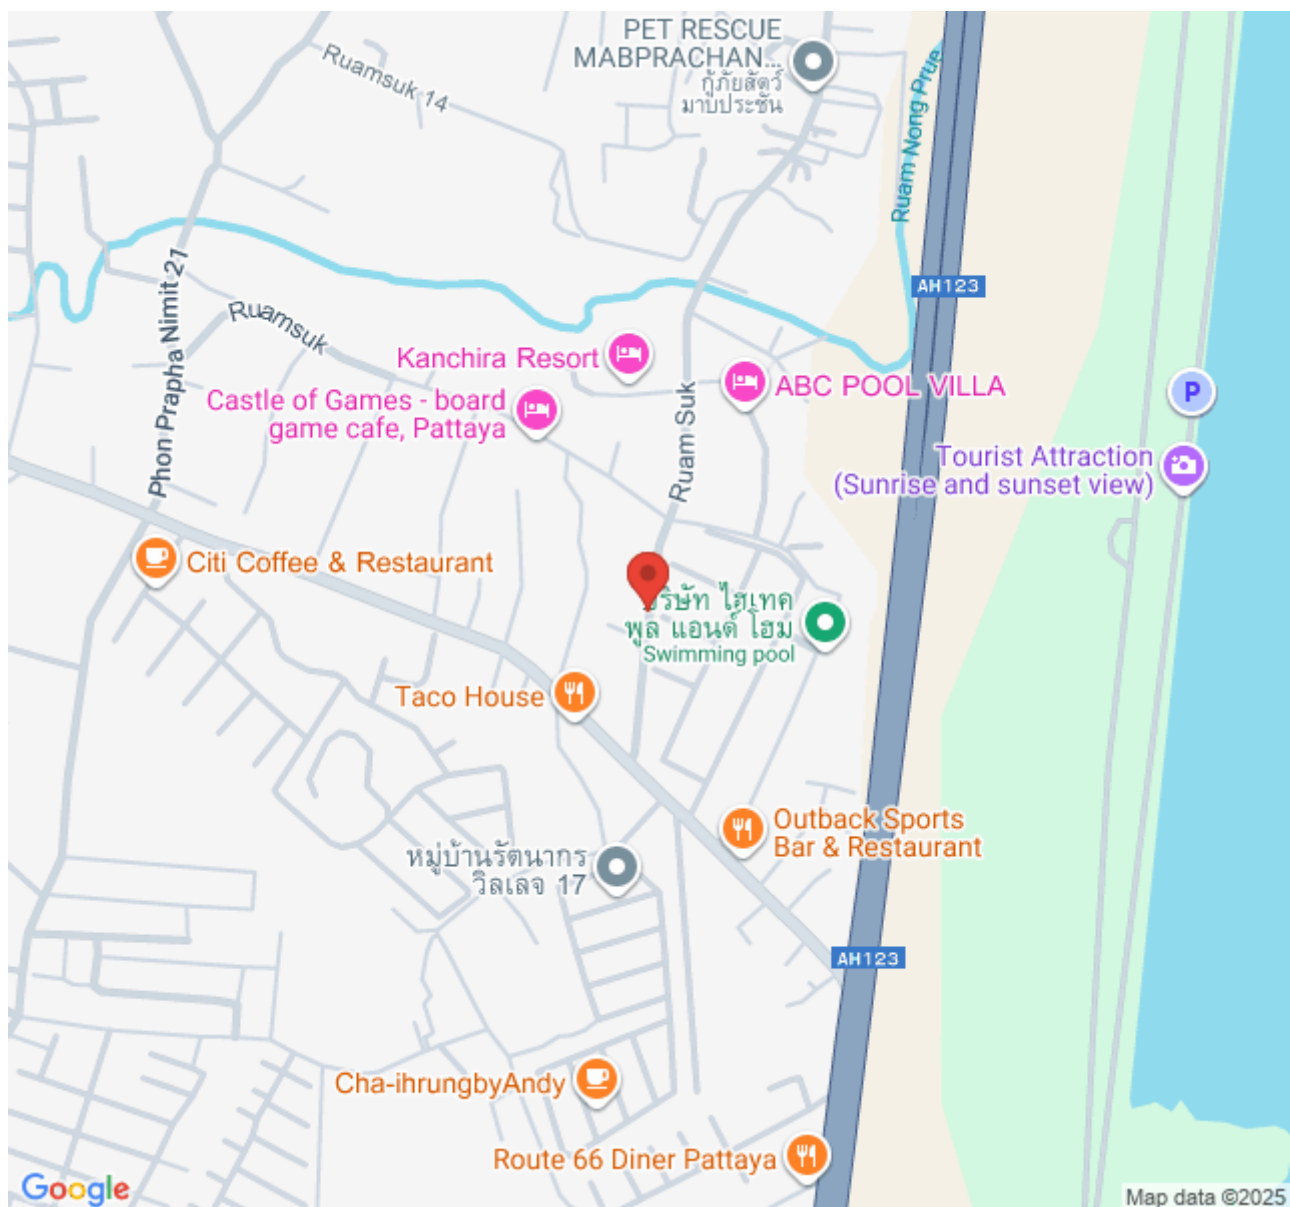 PET RESCUE
MABPRACHAN...
กู้ภัยสัตว์
มาบประชัน
Ruamsuk 14
Ruam Nong Prue
Phon Prapha Nimit 21
AH123
Ruamsuk
Kanchira Resort
ABC POOL VILLA
Castle of Games - board
game cafe, Pattaya
Ruam Suk
Tourist Attraction
(Sunrise and sunset view)
P
Citi Coffee & Restaurant
บริษัท ไฮเทค
พูล แอนด์ โฮม
Swimming pool
Taco House
Outback Sports
Bar & Restaurant
หมู่บ้านรัตนากร
วิลเลจ 17
AH123
Cha-ihrungbyAndy
Route 66 Diner Pattaya
Google
Map data ©2025